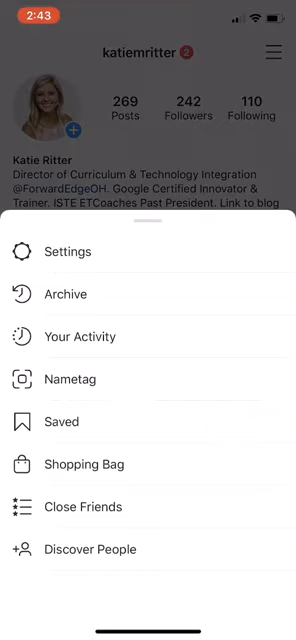 2:43
katiemritter 2
269 242 110
Posts Followers Following
Katie Ritter
Director of Curriculum & Technology Integration
@ForwardEdgeOH. Google Certified Innovator &
Trainer. ISTE ETCoaches Past President. Link to blog
Settings
Archive
Your Activity
Nametag
Saved
Shopping Bag
Close Friends
Discover People